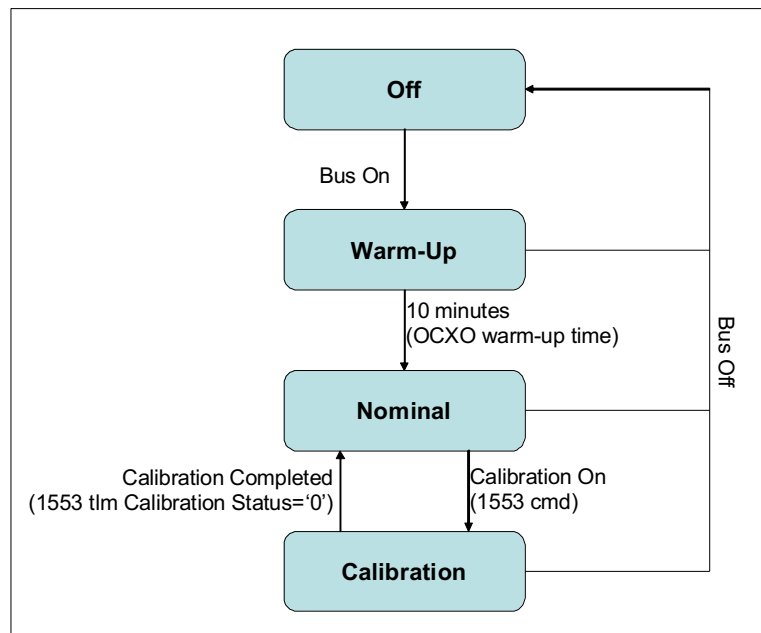 Off
Bus On
Warm-Up
10 minutes
(OCXO warm-up time)
Bus Off
Nominal
Calibration Completed
(1553 tlm Calibration Status=‘0’)
Calibration On
(1553 cmd)
Calibration